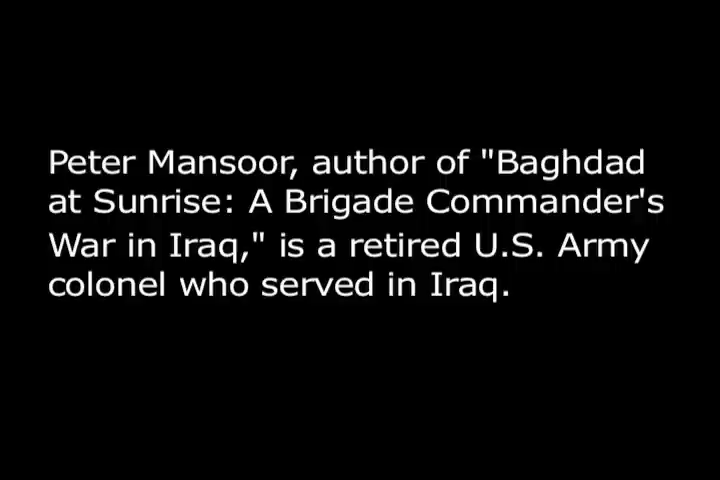 Peter Mansoor, author of "Baghdad
at Sunrise: A Brigade Commander's
War in Iraq," is a retired U.S. Army
colonel who served in Iraq.